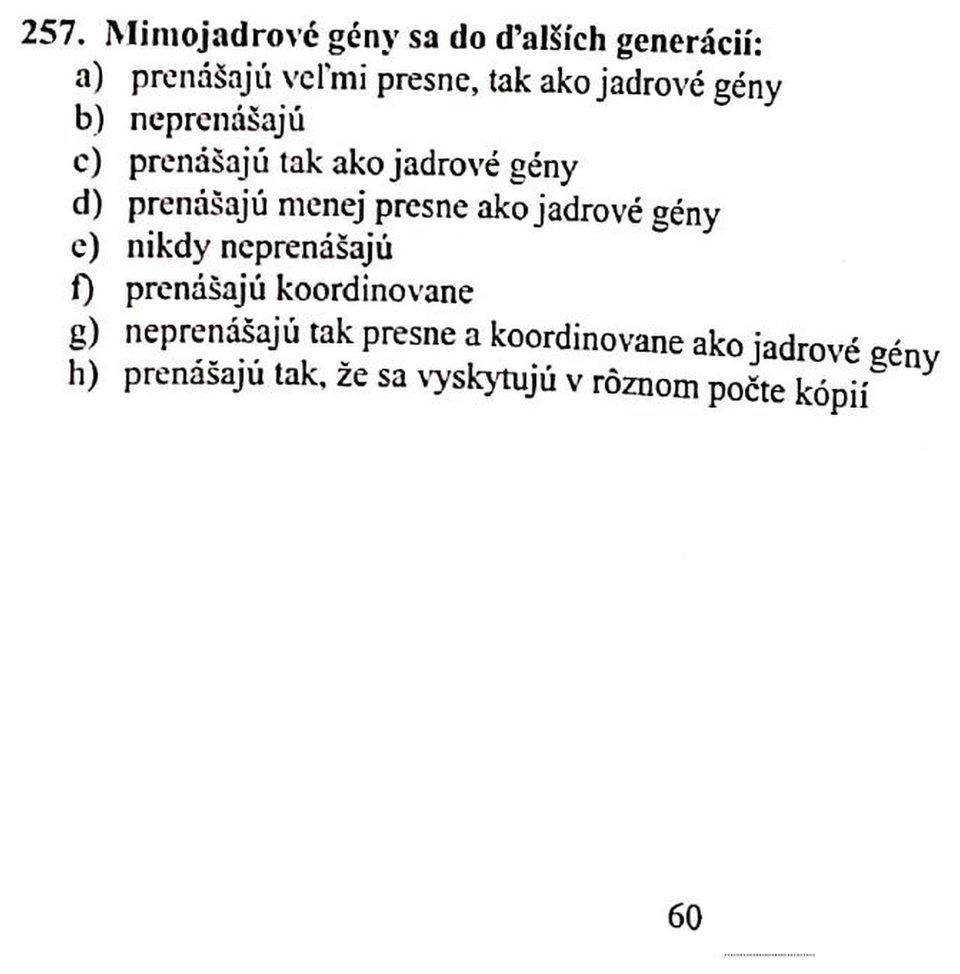 257. Mimojadrové gény sa do ďalších generácií:
a) prenášajú veľmi presne, tak ako jadrové gény
b) neprenášajú
c) prenášajú tak ako jadrové gény
d) prenášajú menej presne ako jadrové gény
e) nikdy neprenášajú
f) prenášajú koordinovane
g) neprenášajú tak presne a koordinovane ako jadrové gény
h) prenášajú tak, že sa vyskytujú v rôznom počte kópií
60